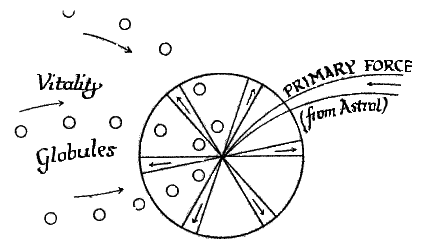 Vitality
Globules
PRIMARY FORCE
(from Astral)